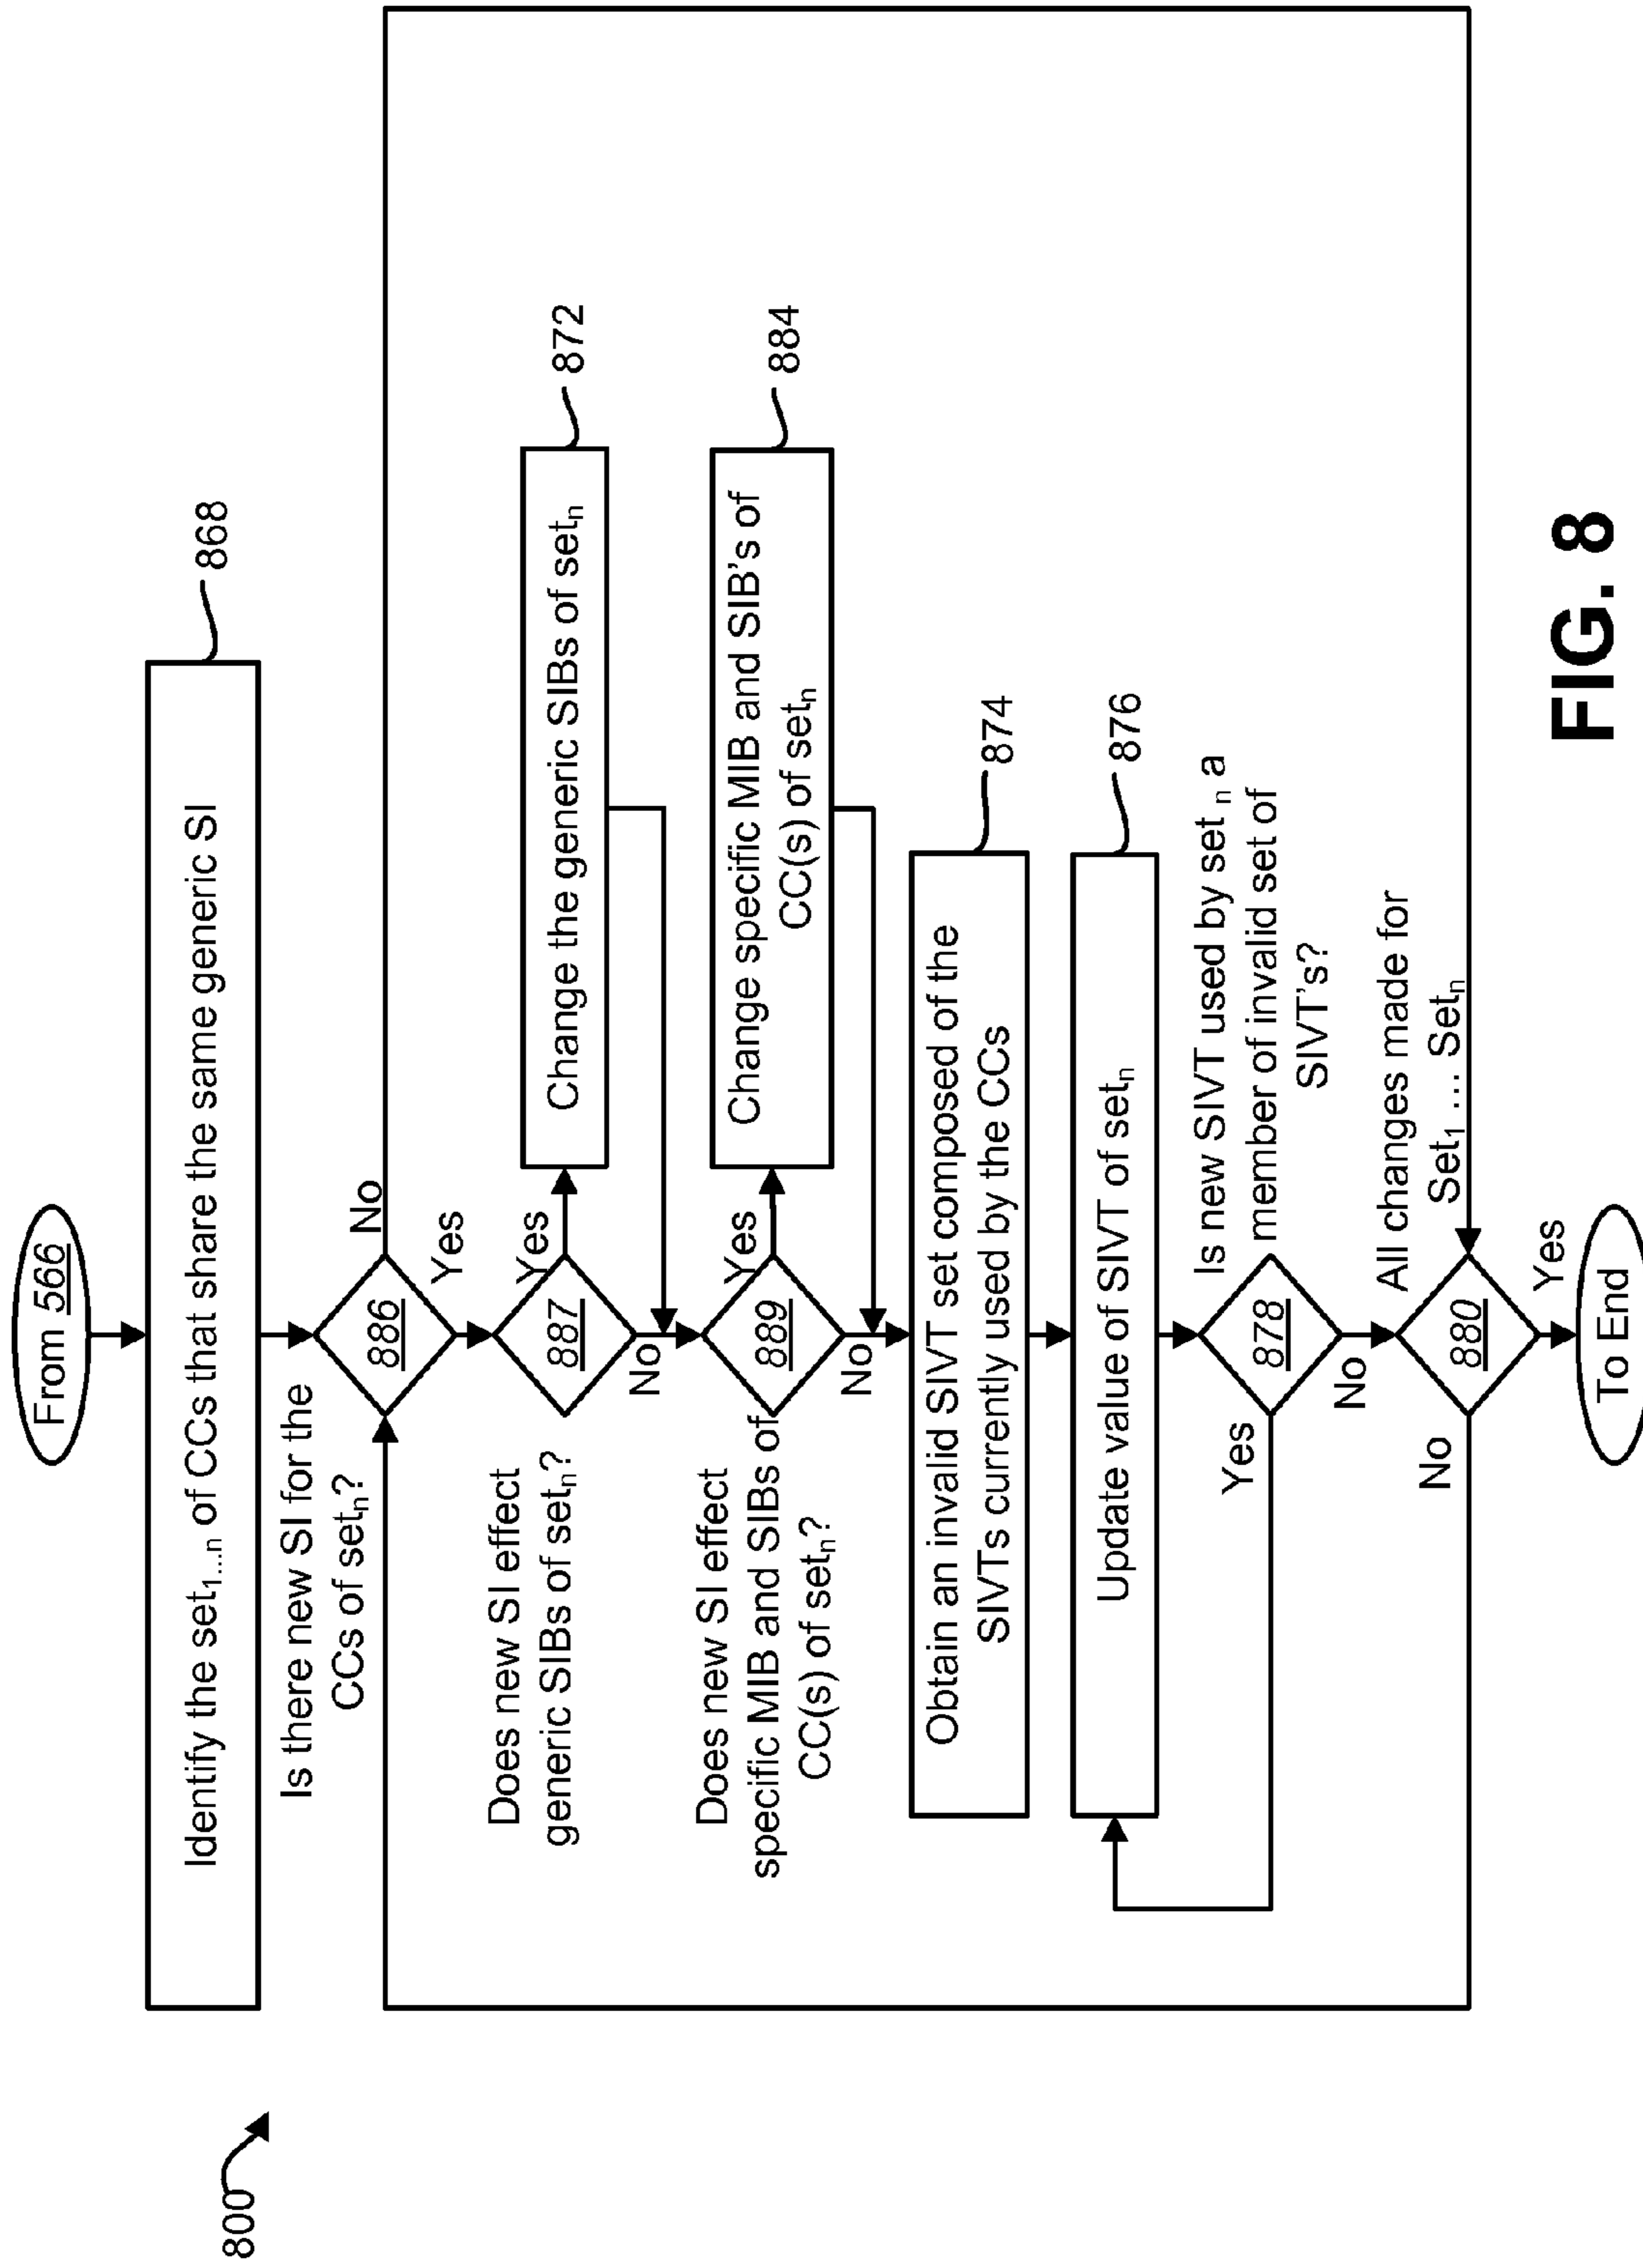 800
From 566
Identify the set1...n of CCs that share the same generic SI
868
Is there new SI for the
CCs of setn?
886
No
Yes
Does new SI effect
generic SIBs of setn?
887
Yes
No
Change the generic SIBs of setn
872
Does new SI effect
specific MIB and SIBs of
CC(s) of setn?
889
Yes
No
Change specific MIB and SIB's of
CC(s) of setn
884
Obtain an invalid SIVT set composed of the
SIVTs currently used by the CCs
874
Update value of SIVT of setn
876
Is new SIVT used by set n a
member of invalid set of
SIVT's?
878
Yes
No
All changes made for
Set1 ... Setn
880
No
Yes
To End
FIG. 8